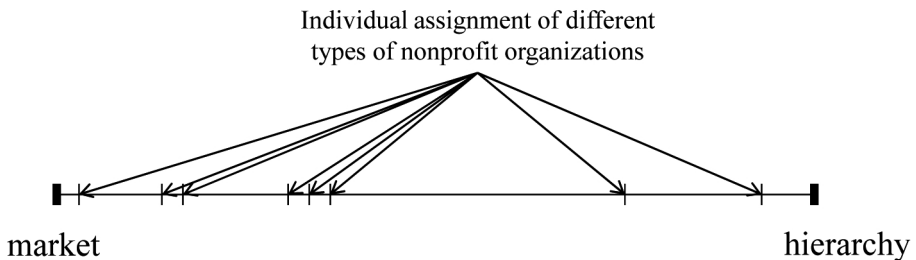 Individual assignment of different
types of nonprofit organizations
market
hierarchy